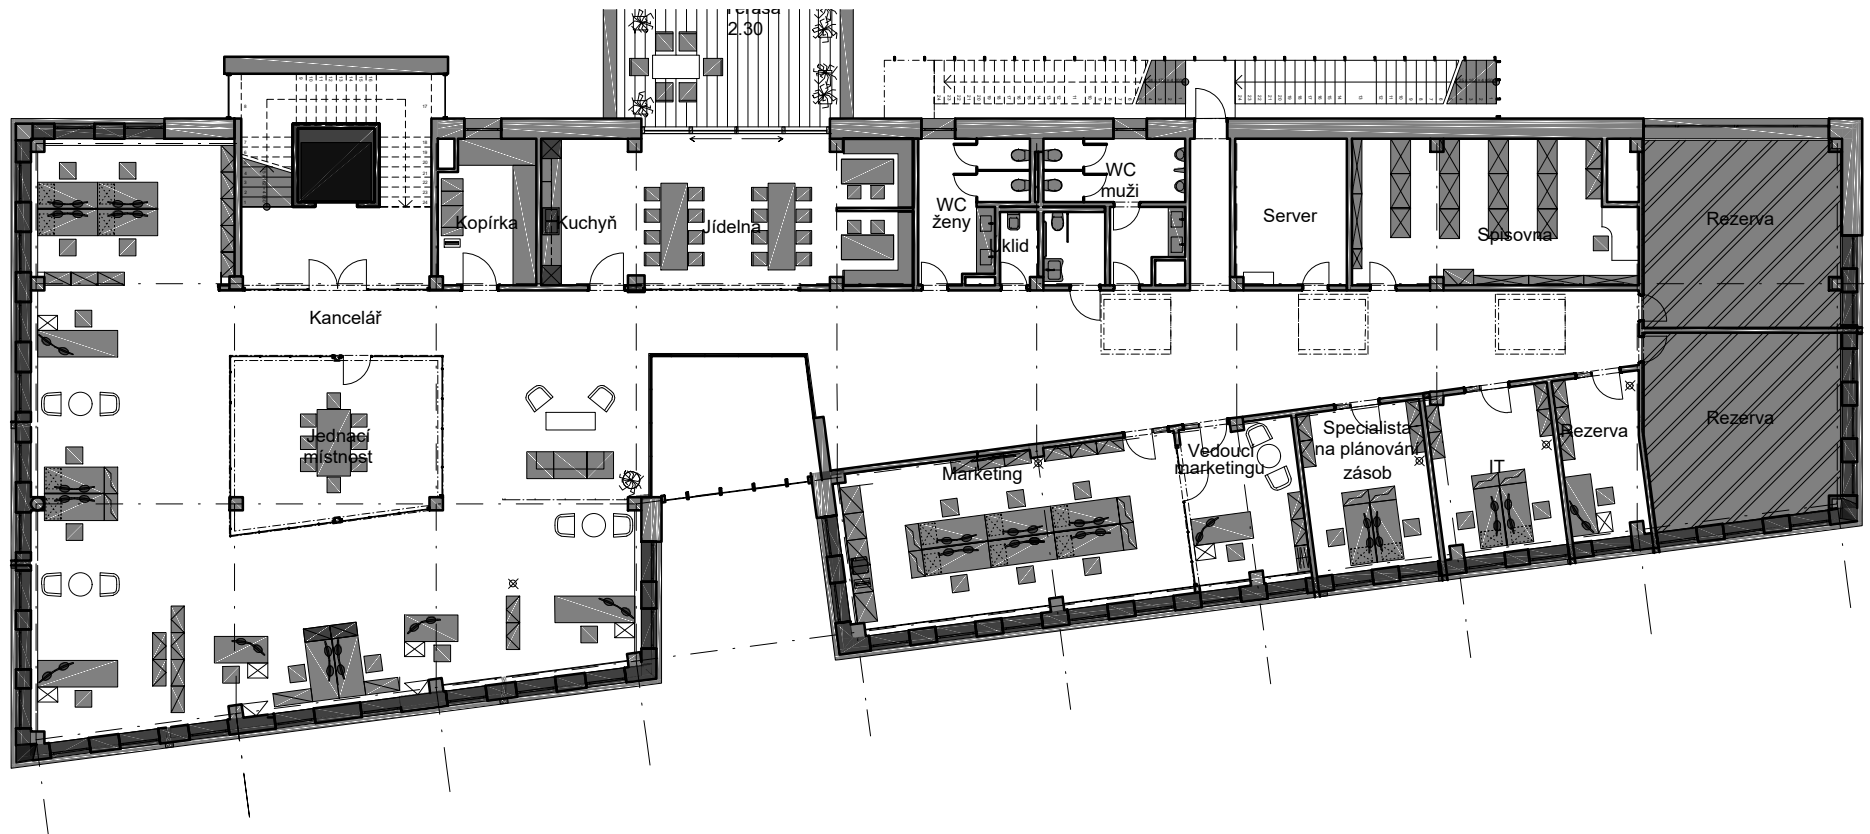 2.30
Kopírka
Kuchyň
Jídelna
WC
ženy
Úklid
WC
muži
Server
Spisovna
Rezerva
Kancelář
Jednací
místnost
Marketing
Vedoucí
marketingu
Specialista
na plánování
zásob
IT
Rezerva
Rezerva